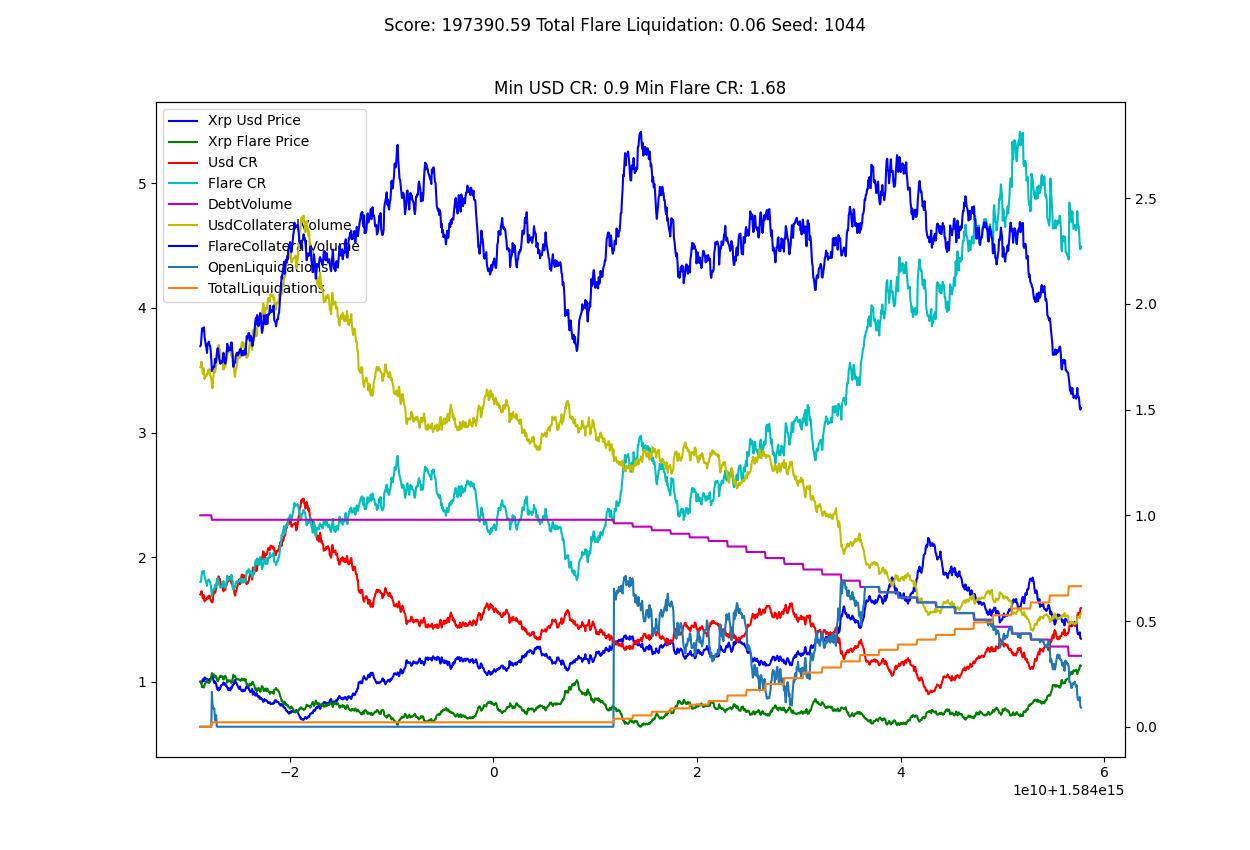 Score: 197390.59 Total Flare Liquidation: 0.06 Seed: 1044
Min USD CR: 0.9 Min Flare CR: 1.68
Xrp Usd Price
Xrp Flare Price
Usd CR
Flare CR
DebtVolume
UsdCollateralVolume
FlareCollateralVolume
OpenLiquidations
TotalLiquidations
5
4
3
2
1
2.5
2.0
1.5
1.0
0.5
0.0
−2
0
2
4
6
1e10+1.584e15